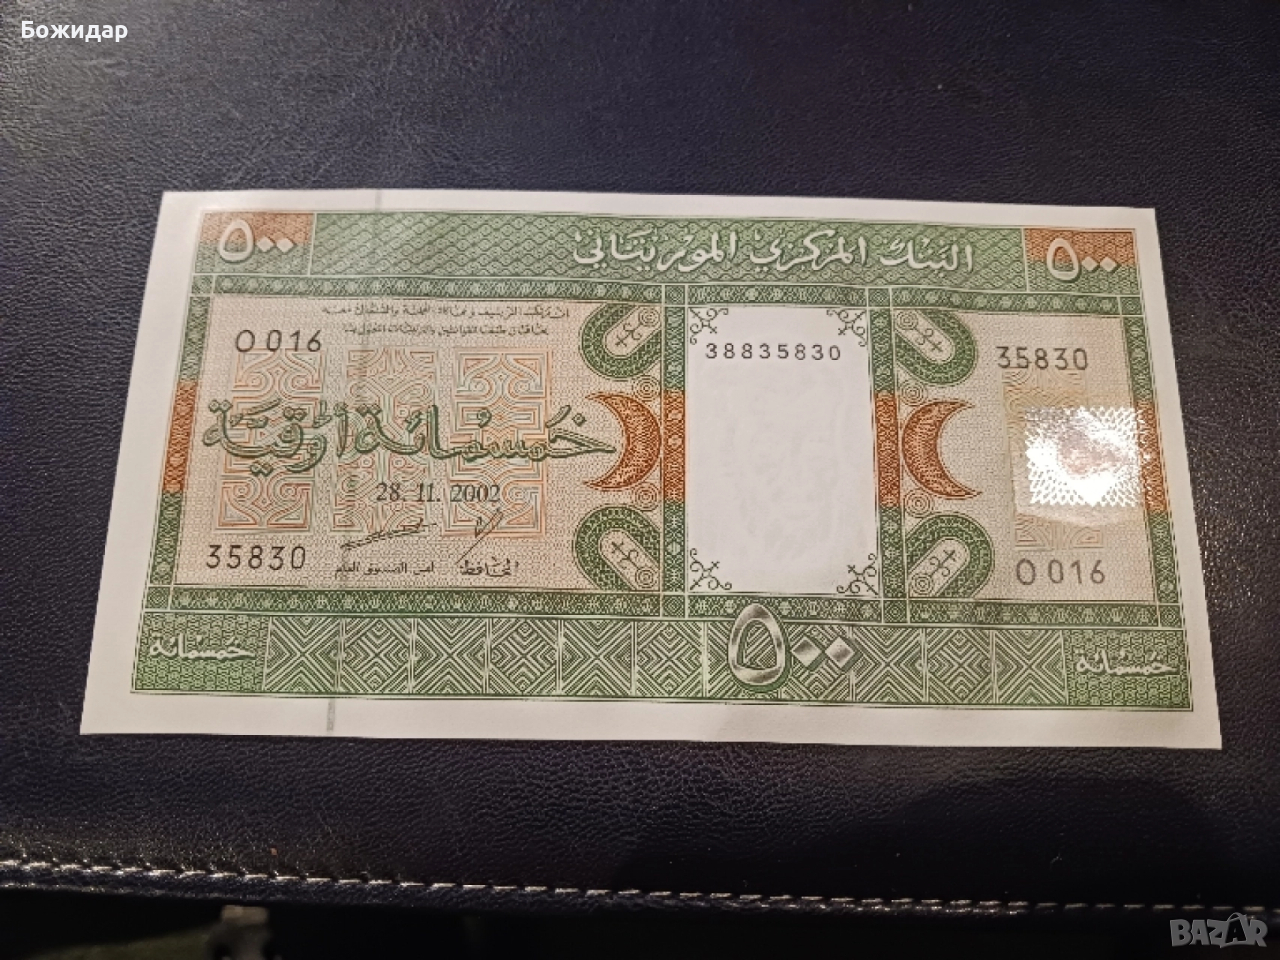 Божидар
٥٠٠
البنك المركزي الموريتاني
٥٠٠
O 016
38835830
35830
خمسمائة أوقية
28. 11. 2002
35830
المحافظ
O 016
خمسمائة
٥٠٠
خمسمائة
BAZAR